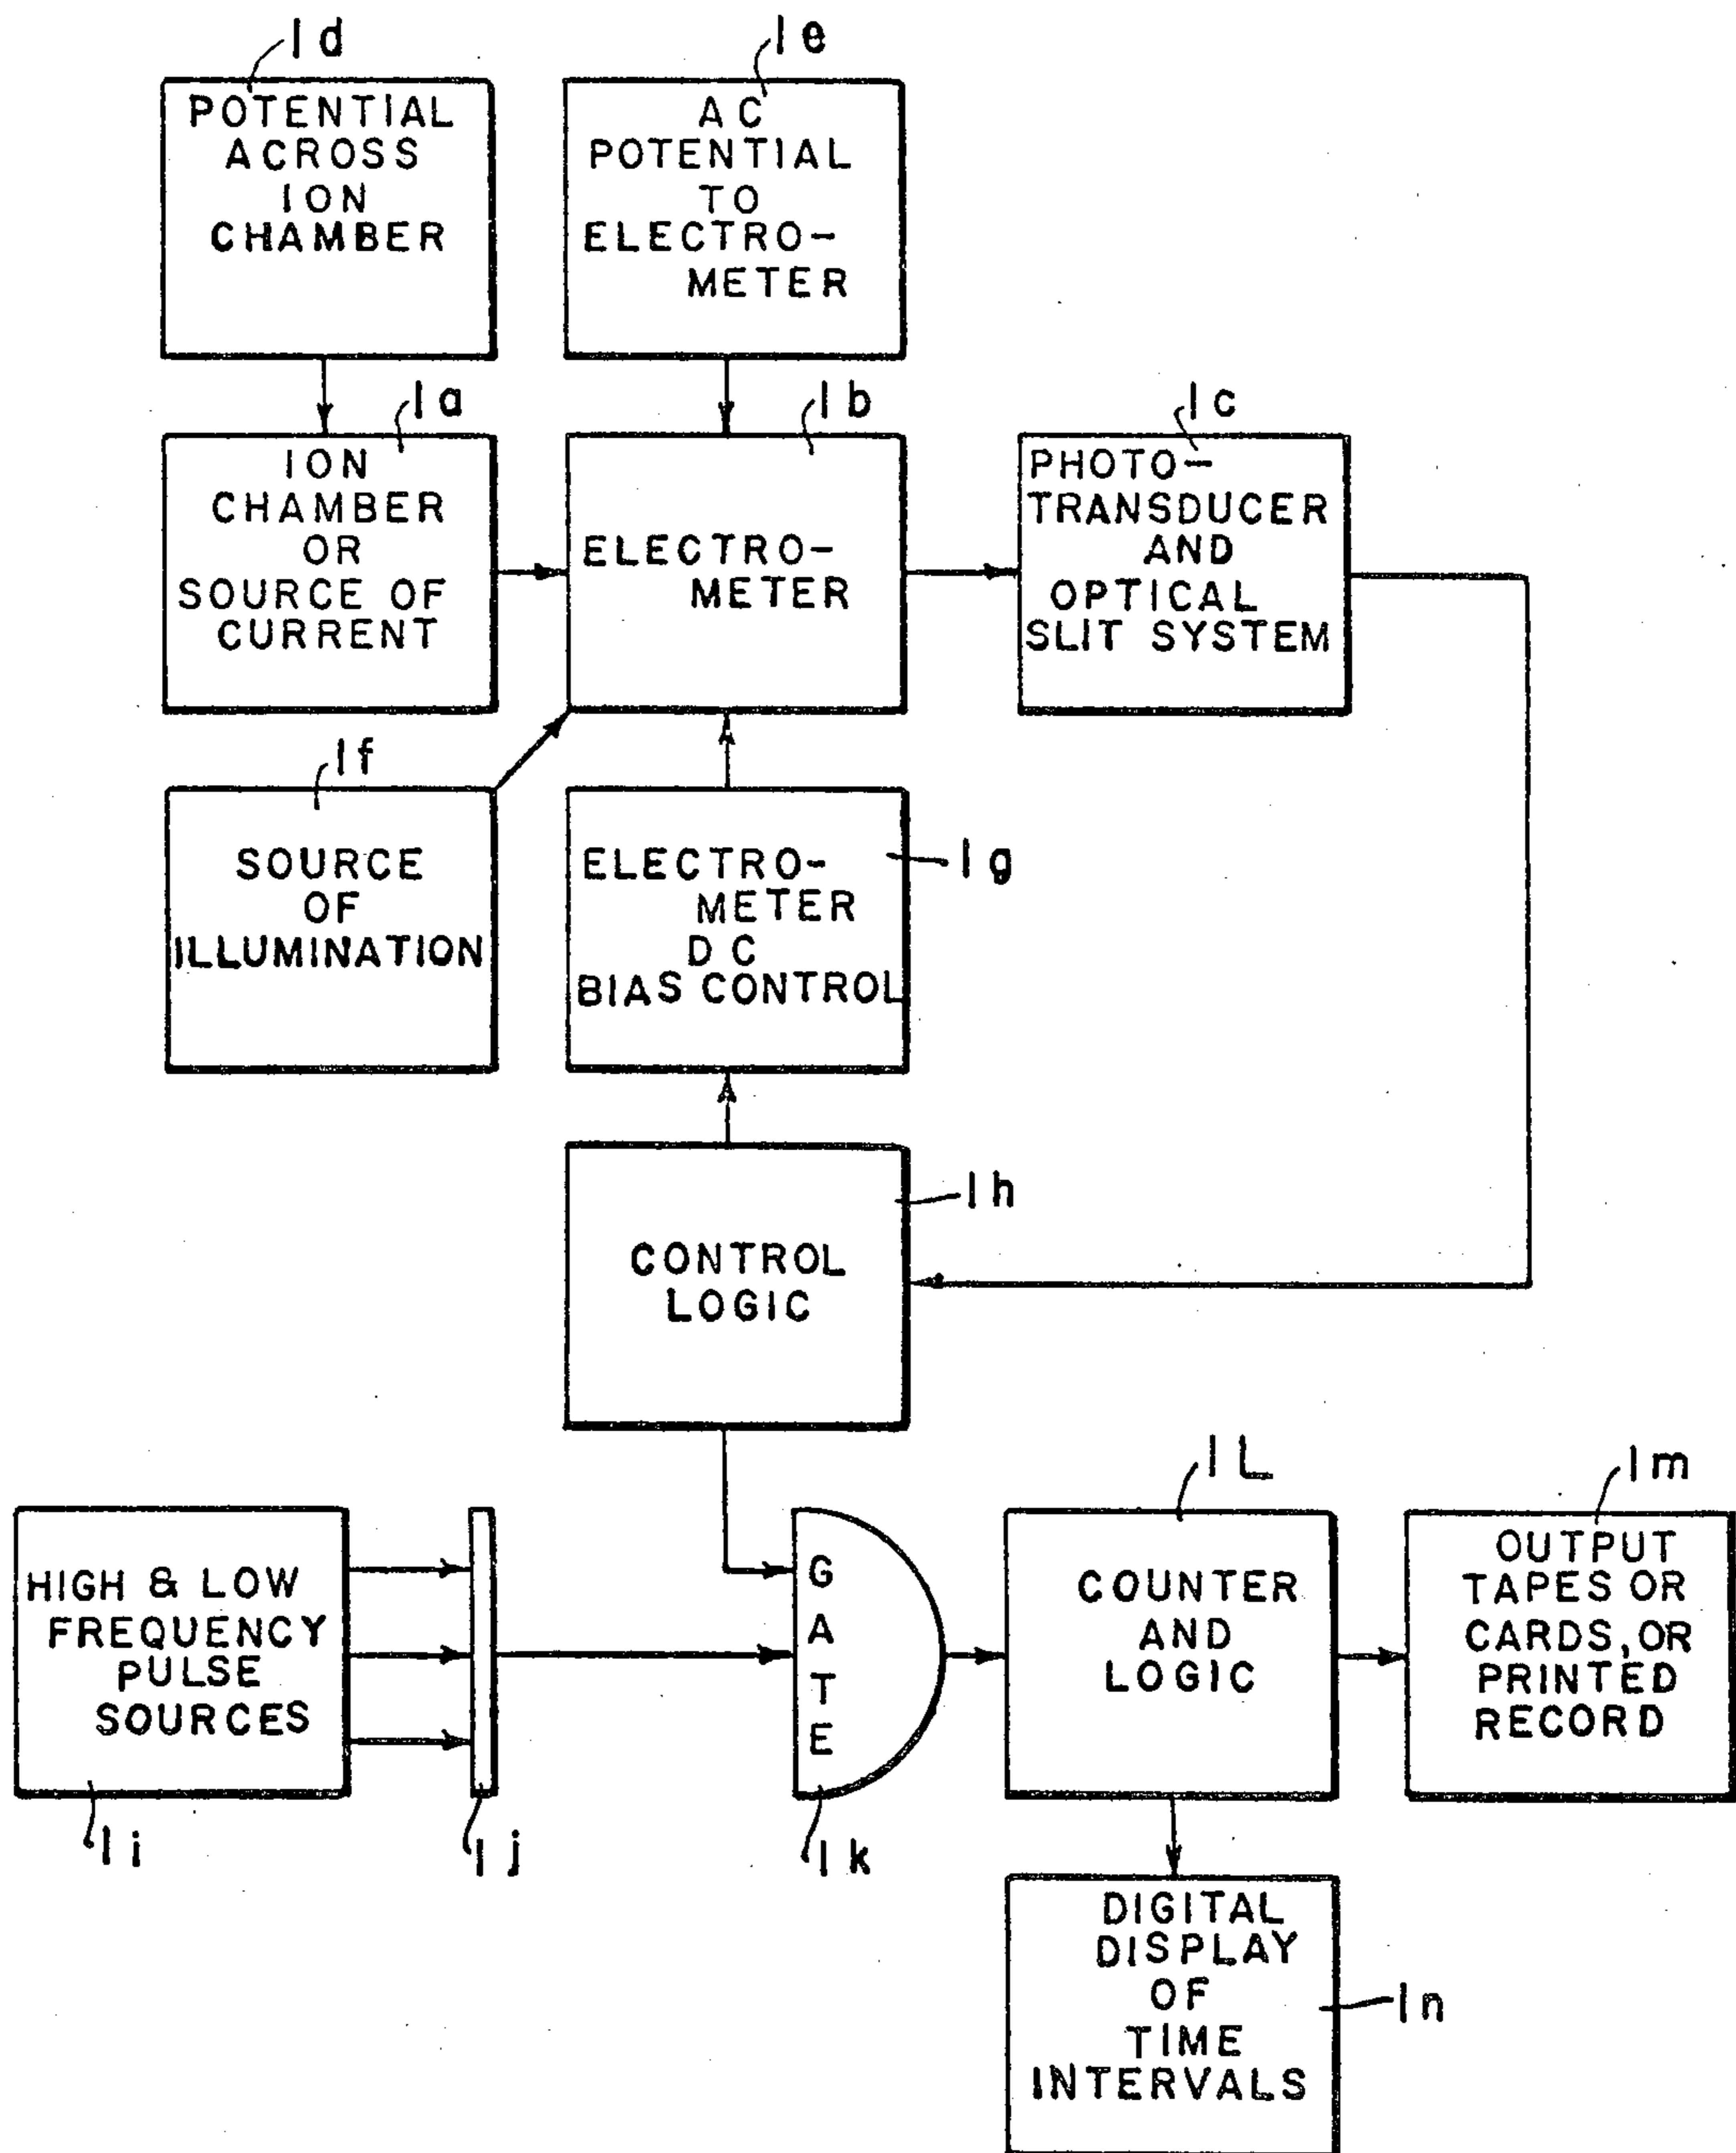 1d
POTENTIAL
ACROSS
ION
CHAMBER
1e
AC
POTENTIAL
TO
ELECTRO-
METER
1a
ION
CHAMBER
OR
SOURCE OF
CURRENT
1b
ELECTRO-
METER
1c
PHOTO-
TRANSDUCER
AND
OPTICAL
SLIT SYSTEM
1f
SOURCE
OF
ILLUMINATION
1g
ELECTRO-
METER
DC
BIAS CONTROL
1h
CONTROL
LOGIC
HIGH & LOW
FREQUENCY
PULSE
SOURCES
1i
1j
GATE
1k
1L
COUNTER
AND
LOGIC
1m
OUTPUT
TAPES OR
CARDS, OR
PRINTED
RECORD
DIGITAL
DISPLAY
OF
TIME
INTERVALS
1n